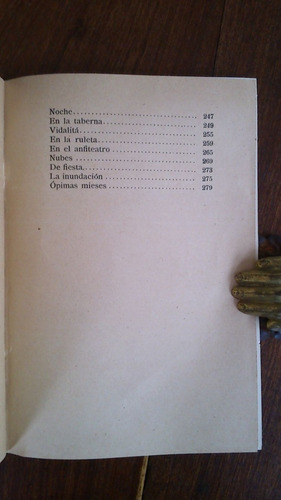 Noche........................... 247
En la taberna................... 249
Vidalitá........................ 255
En la ruleta.................... 259
En el anfiteatro................ 265
Nubes........................... 269
De fiesta....................... 273
La inundación................... 275
Ópimas mieses................... 279